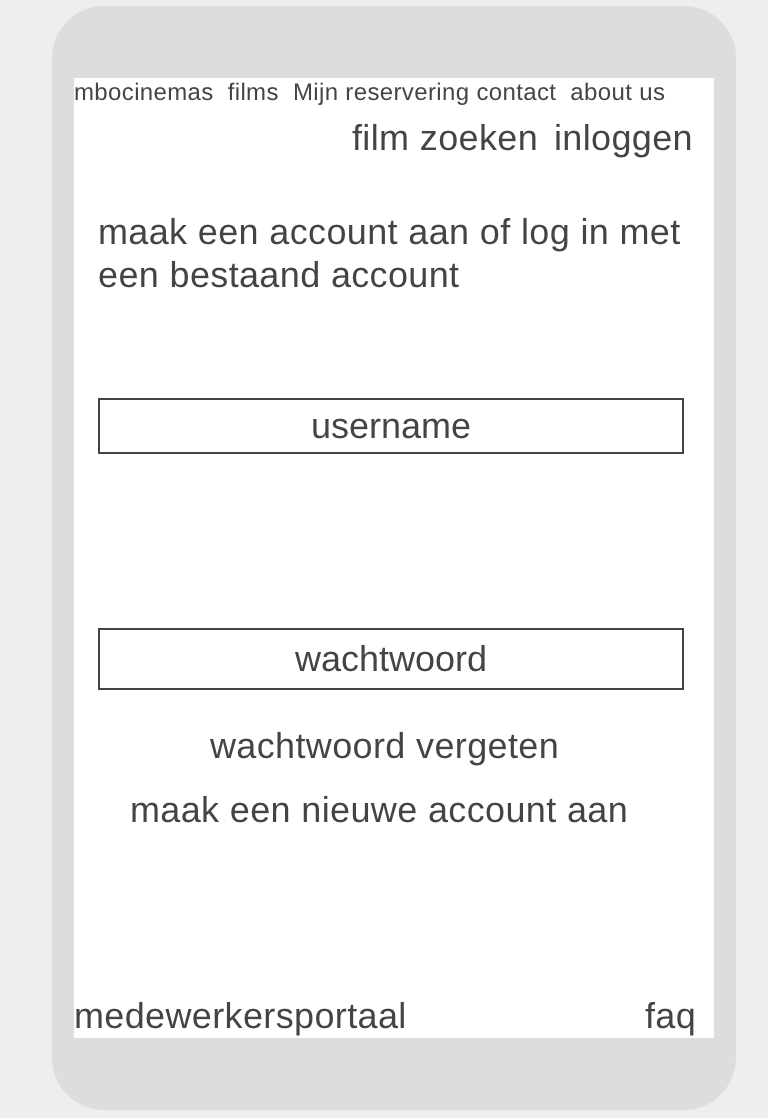 mbocinemas films Mijn reservering contact about us
film zoeken inloggen
maak een account aan of log in met
een bestaand account
username
wachtwoord
wachtwoord vergeten
maak een nieuwe account aan
medewerkersportaal faq